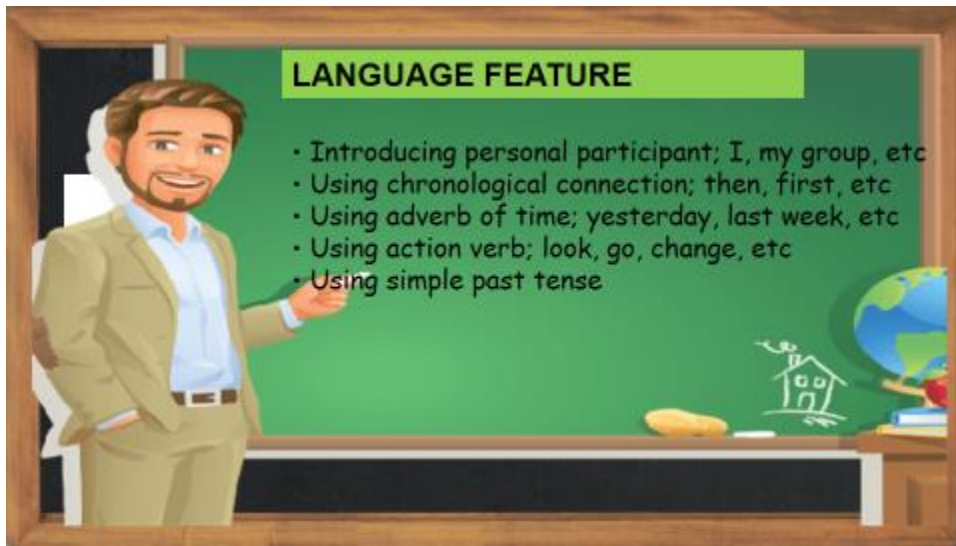 LANGUAGE FEATURE
• Introducing personal participant; I, my group, etc
• Using chronological connection; then, first, etc
• Using adverb of time; yesterday, last week, etc
• Using action verb; look, go, change, etc
• Using simple past tense